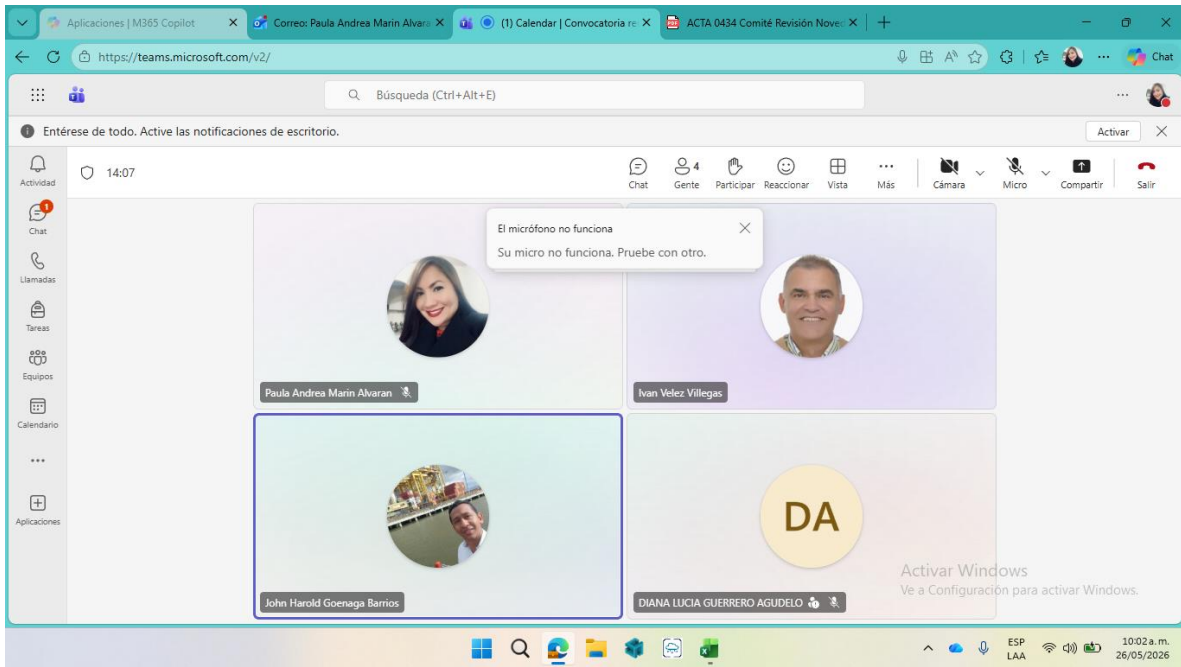 Aplicaciones | M365 Copilot
Correo: Paula Andrea Marin Alvara
(1) Calendar | Convocatoria re
ACTA 0434 Comité Revisión Noved
https://teams.microsoft.com/v2/
Chat
Búsqueda (Ctrl+Alt+E)
Entérese de todo. Active las notificaciones de escritorio.
Activar
Actividad
14:07
Chat
4
Gente
Participar
Reaccionar
Vista
Más
Cámara
Micro
Compartir
Salir
1
Chat
Llamadas
Tareas
Equipos
Calendario
Aplicaciones
El micrófono no funciona
Su micro no funciona. Pruebe con otro.
Paula Andrea Marin Alvaran
Ivan Velez Villegas
DA
John Harold Goenaga Barrios
DIANA LUCIA GUERRERO AGUDELO
Activar Windows
Ve a Configuración para activar Windows.
ESP
LAA
10:02 a. m.
26/05/2026